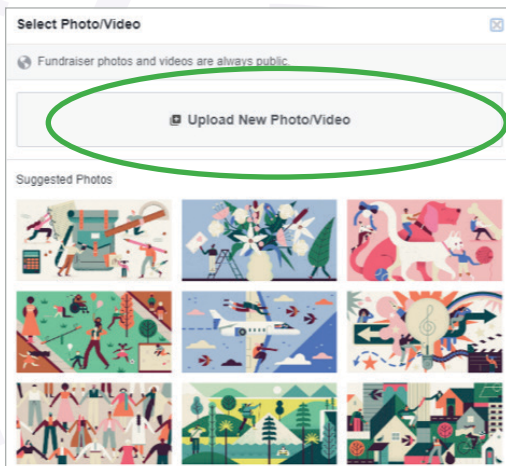 Select Photo/Video
Fundraiser photos and videos are always public.
Upload New Photo/Video
Suggested Photos